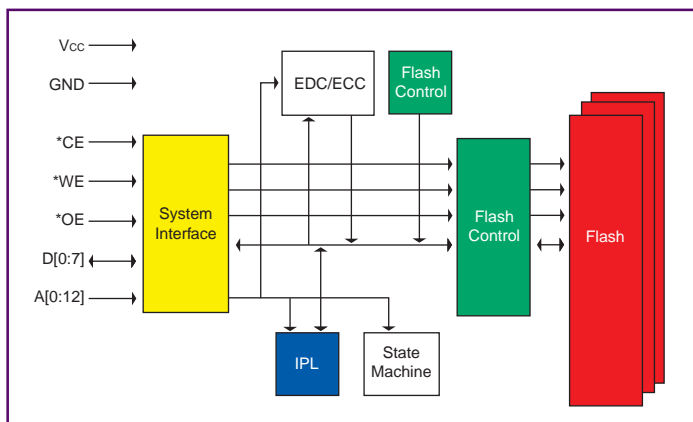 Vcc
GND
*CE
*WE
*OE
D[0:7]
A[0:12]
System
Interface
EDC/ECC
Flash
Control
Flash
Control
Flash
IPL
State
Machine